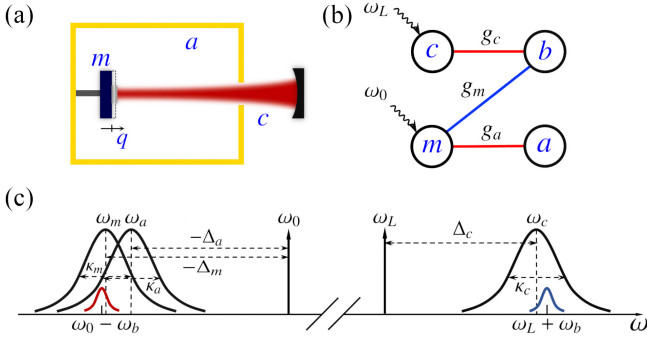 (a)
a
m
c
q
(b)
ω_L
c
g_c
b
g_m
ω_0
m
g_a
a
(c)
ω_m ω_a
−Δ_a
−Δ_m
ω_0
κ_m
κ_a
ω_0 − ω_b
ω_L
Δ_c
ω_c
κ_c
ω_L + ω_b
ω